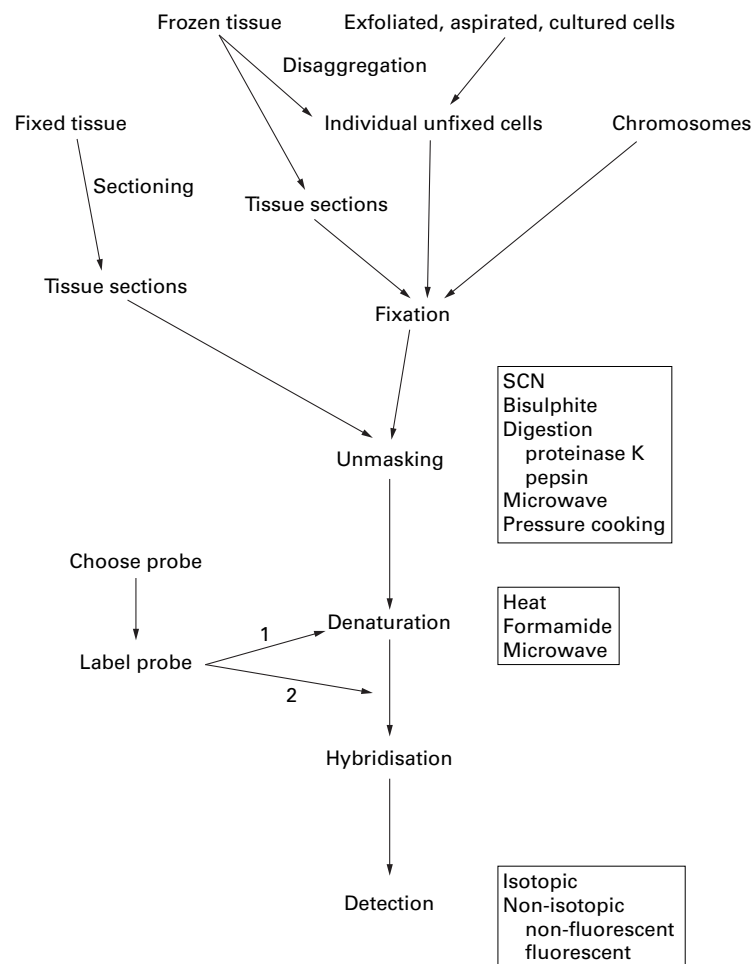 Frozen tissue
Exfoliated, aspirated, cultured cells
Disaggregation
Fixed tissue
Individual unfixed cells
Chromosomes
Sectioning
Tissue sections
Tissue sections
Fixation
SCN
Bisulphite
Digestion
proteinase K
pepsin
Microwave
Pressure cooking
Unmasking
Choose probe
Heat
Formamide
Microwave
Denaturation
1
Label probe
2
Hybridisation
Detection
Isotopic
Non-isotopic
non-fluorescent
fluorescent